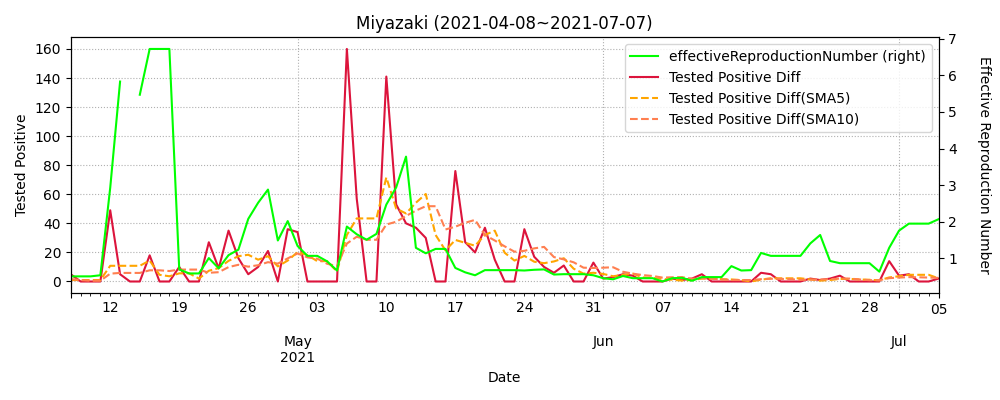 Miyazaki (2021-04-08~2021-07-07)
effectiveReproductionNumber (right)
Tested Positive Diff
Tested Positive Diff(SMA5)
Tested Positive Diff(SMA10)
Tested Positive
160
140
120
100
80
60
40
20
0
7
6
5
4
3
2
1
Effective Reproduction Number
12 19 26 03 10 17 24 31 07 14 21 28 05
May Jun Jul
2021
Date